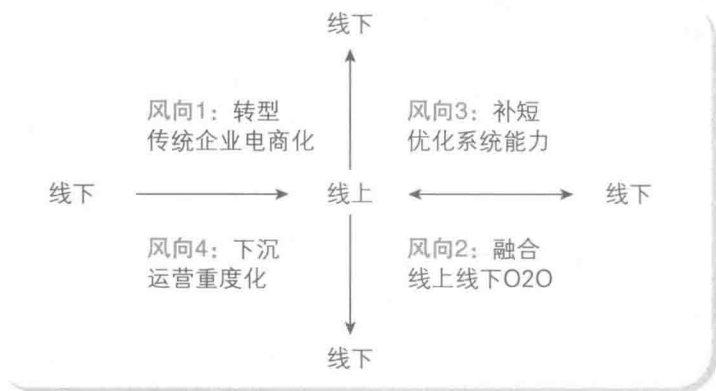 线下
风向1：转型
传统企业电商化
风向3：补短
优化系统能力
线下
线上
线下
风向4：下沉
运营重度化
风向2：融合
线上线下O2O
线下